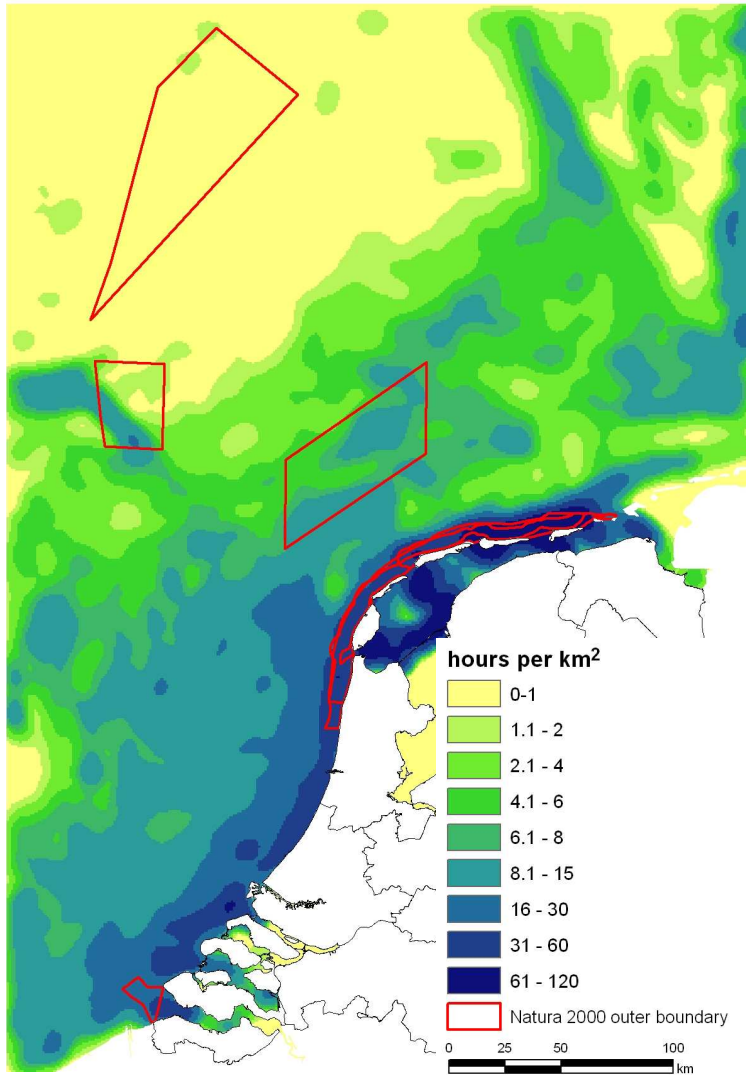 hours per km²
0-1
1.1 - 2
2.1 - 4
4.1 - 6
6.1 - 8
8.1 - 15
16 - 30
31 - 60
61 - 120
Natura 2000 outer boundary
0 25 50 100
km